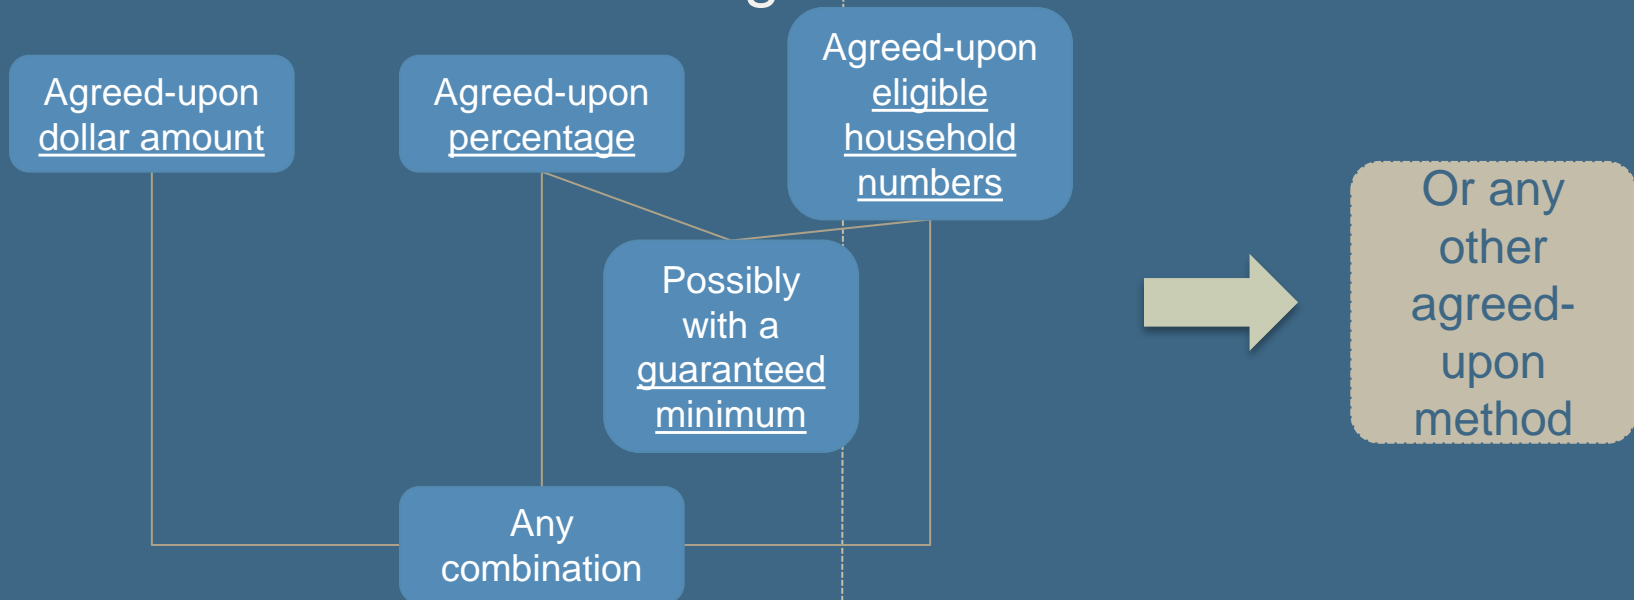 Agreed-upon
dollar amount
Agreed-upon
percentage
Agreed-upon
eligible
household
numbers
Possibly
with a
guaranteed
minimum
Any
combination
Or any
other
agreed-
upon
method